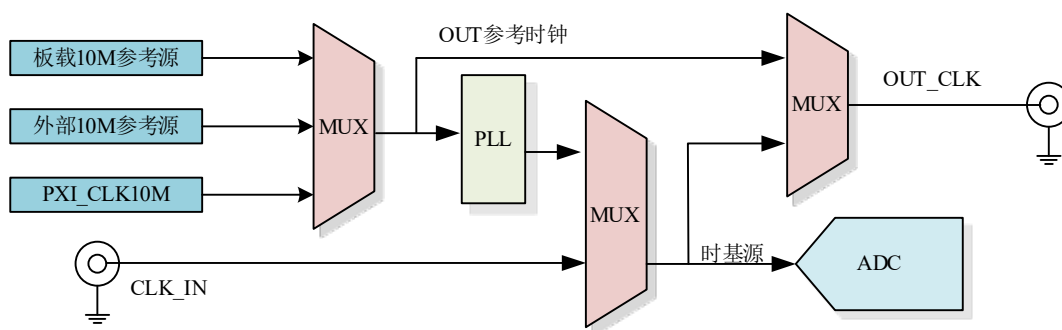 OUT参考时钟
板载10M参考源
外部10M参考源
PXI_CLK10M
MUX
PLL
MUX
MUX
OUT_CLK
CLK_IN
时基源
ADC